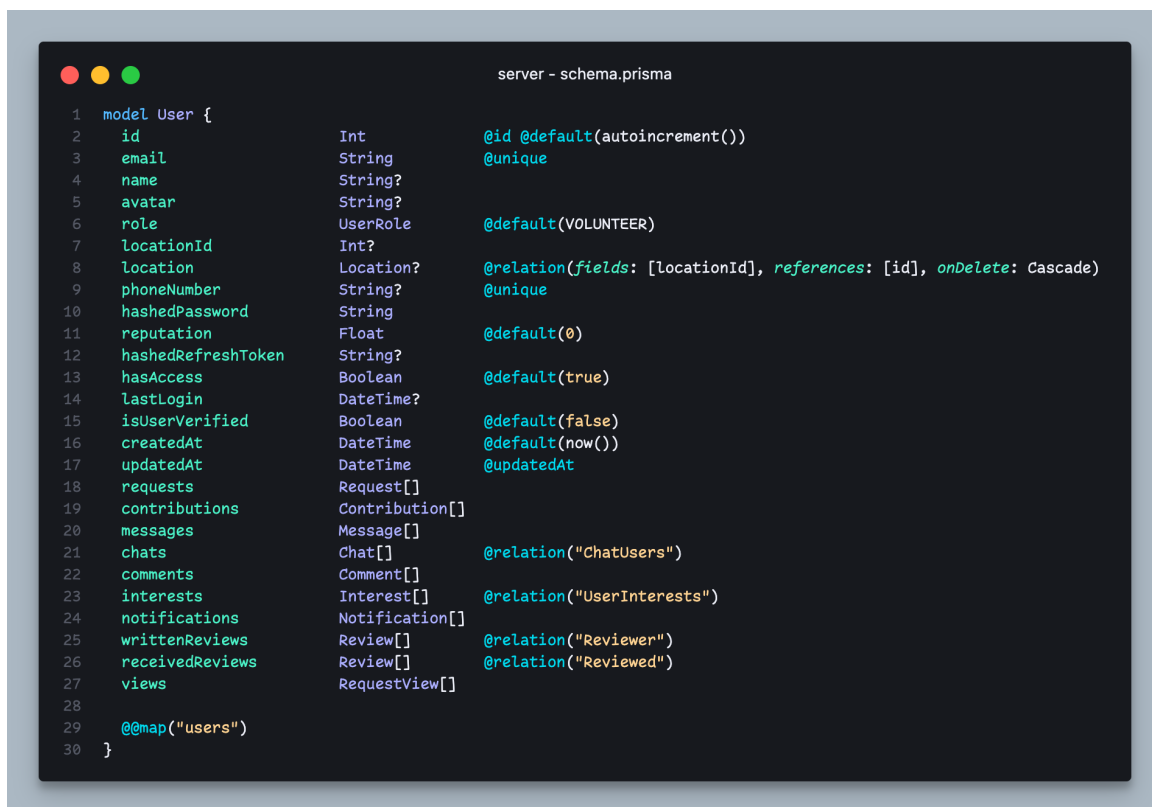 server - schema.prisma
1 model User {
2   id                      Int             @id @default(autoincrement())
3   email                   String          @unique
4   name                    String?
5   avatar                  String?
6   role                    UserRole        @default(VOLUNTEER)
7   locationId              Int?
8   location                Location?       @relation(fields: [locationId], references: [id], onDelete: Cascade)
9   phoneNumber             String?         @unique
10   hashedPassword          String
11   reputation              Float           @default(0)
12   hashedRefreshToken      String?
13   hasAccess               Boolean         @default(true)
14   lastLogin               DateTime?
15   isUserVerified          Boolean         @default(false)
16   createdAt               DateTime        @default(now())
17   updatedAt               DateTime        @updatedAt
18   requests                Request[]
19   contributions           Contribution[]
20   messages                Message[]
21   chats                   Chat[]          @relation("ChatUsers")
22   comments                Comment[]
23   interests               Interest[]      @relation("UserInterests")
24   notifications           Notification[]
25   writtenReviews          Review[]        @relation("Reviewer")
26   receivedReviews         Review[]        @relation("Reviewed")
27   views                   RequestView[]
28
29   @@map("users")
30 }